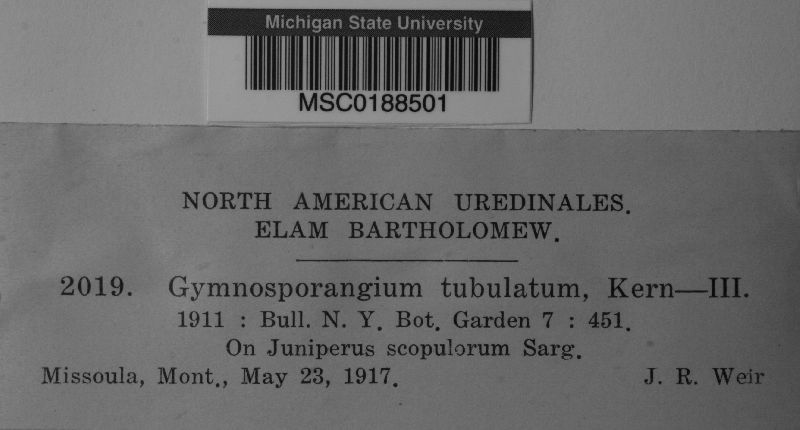 Michigan State University
MSC0188501
NORTH AMERICAN UREDINALES.
ELAM BARTHOLOMEW.
2019. Gymnosporangium tubulatum, Kern—III.
1911 : Bull. N. Y. Bot. Garden 7 : 451.
On Juniperus scopulorum Sarg.
Missoula, Mont., May 23, 1917. J. R. Weir